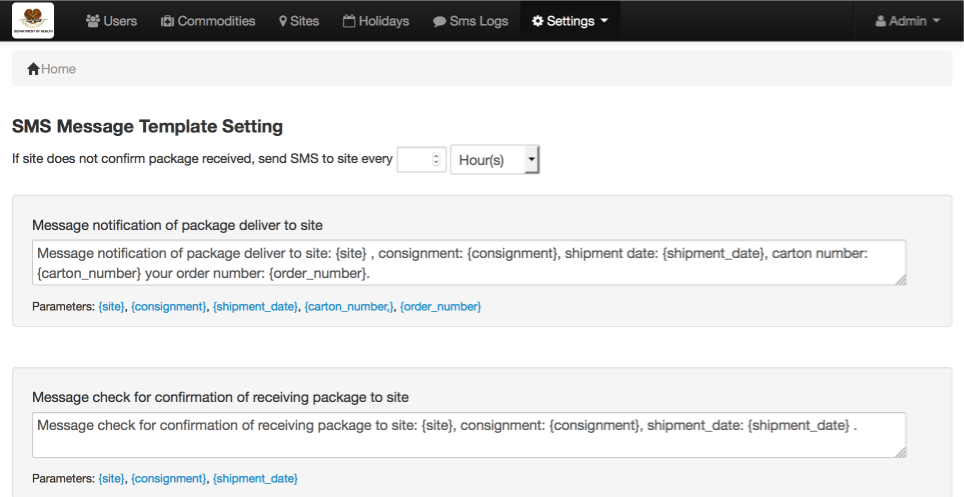 DEPARTMENT OF HEALTH
Users Commodities Sites Holidays Sms Logs Settings Admin
Home
SMS Message Template Setting
If site does not confirm package received, send SMS to site every Hour(s)
Message notification of package deliver to site
Message notification of package deliver to site: {site} , consignment: {consignment}, shipment date: {shipment_date}, carton number:
{carton_number} your order number: {order_number}.
Parameters: {site}, {consignment}, {shipment_date}, {carton_number,}, {order_number}
Message check for confirmation of receiving package to site
Message check for confirmation of receiving package to site: {site}, consignment: {consignment}, shipment_date: {shipment_date} .
Parameters: {site}, {consignment}, {shipment_date}